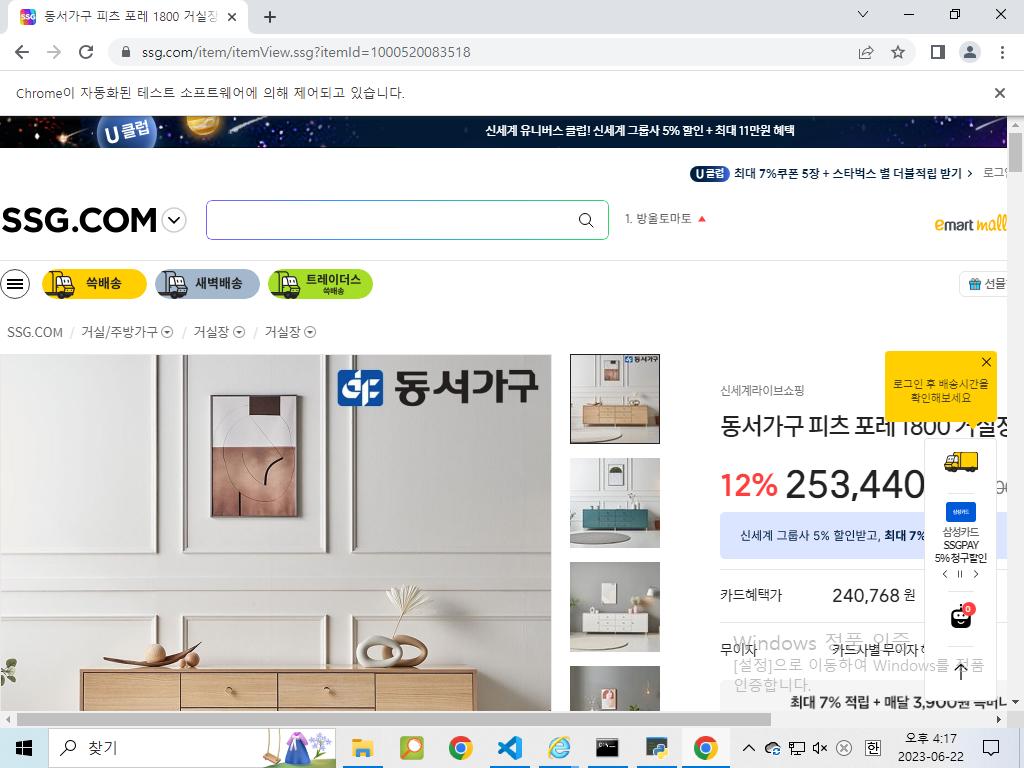 동서가구 피츠 포레 1800 거실장
ssg.com/item/itemView.ssg?itemId=1000520083518
Chrome이 자동화된 테스트 소프트웨어에 의해 제어되고 있습니다.
U클럽
신세계 유니버스 클럽! 신세계 그룹사 5% 할인 + 최대 11만원 혜택
U 클럽 최대 7%쿠폰 5장 + 스타벅스 별 더블적립 받기 > 로그인
SSG.COM
1. 방울토마토
emart mall
쓱배송
새벽배송
트레이더스
쓱배송
선물
SSG.COM / 거실/주방가구 / 거실장 / 거실장
동서가구
동서가구
로그인 후 배송시간을
확인해보세요
신세계라이브쇼핑
동서가구 피츠 포레 1800 거실장
12% 253,440
신세계 그룹사 5% 할인받고, 최대 7%
삼성카드
삼성카드
SSGPAY
5% 청구할인
카드혜택가 240,768 원
0
무이자 카드사별 무이자
Windows 정품 인증
[설정]으로 이동하여 Windows를 정품
인증합니다.
최대 7% 적립 + 매달 3,900원
찾기
한
오후 4:17
2023-06-22